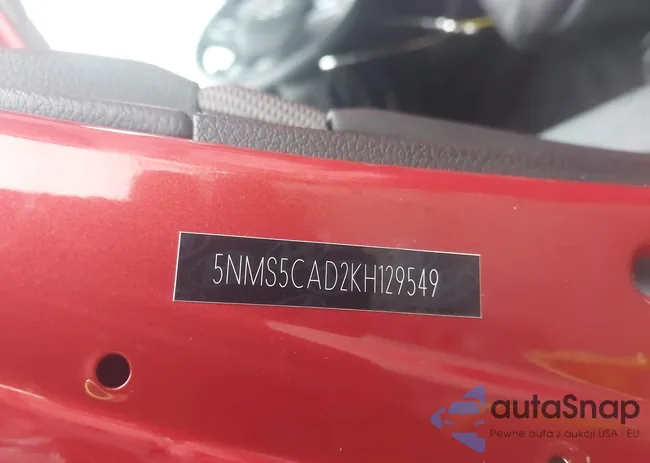 5NMS5CAD2KH129549
autaSnap
Pewne auta z aukcji USA i EU